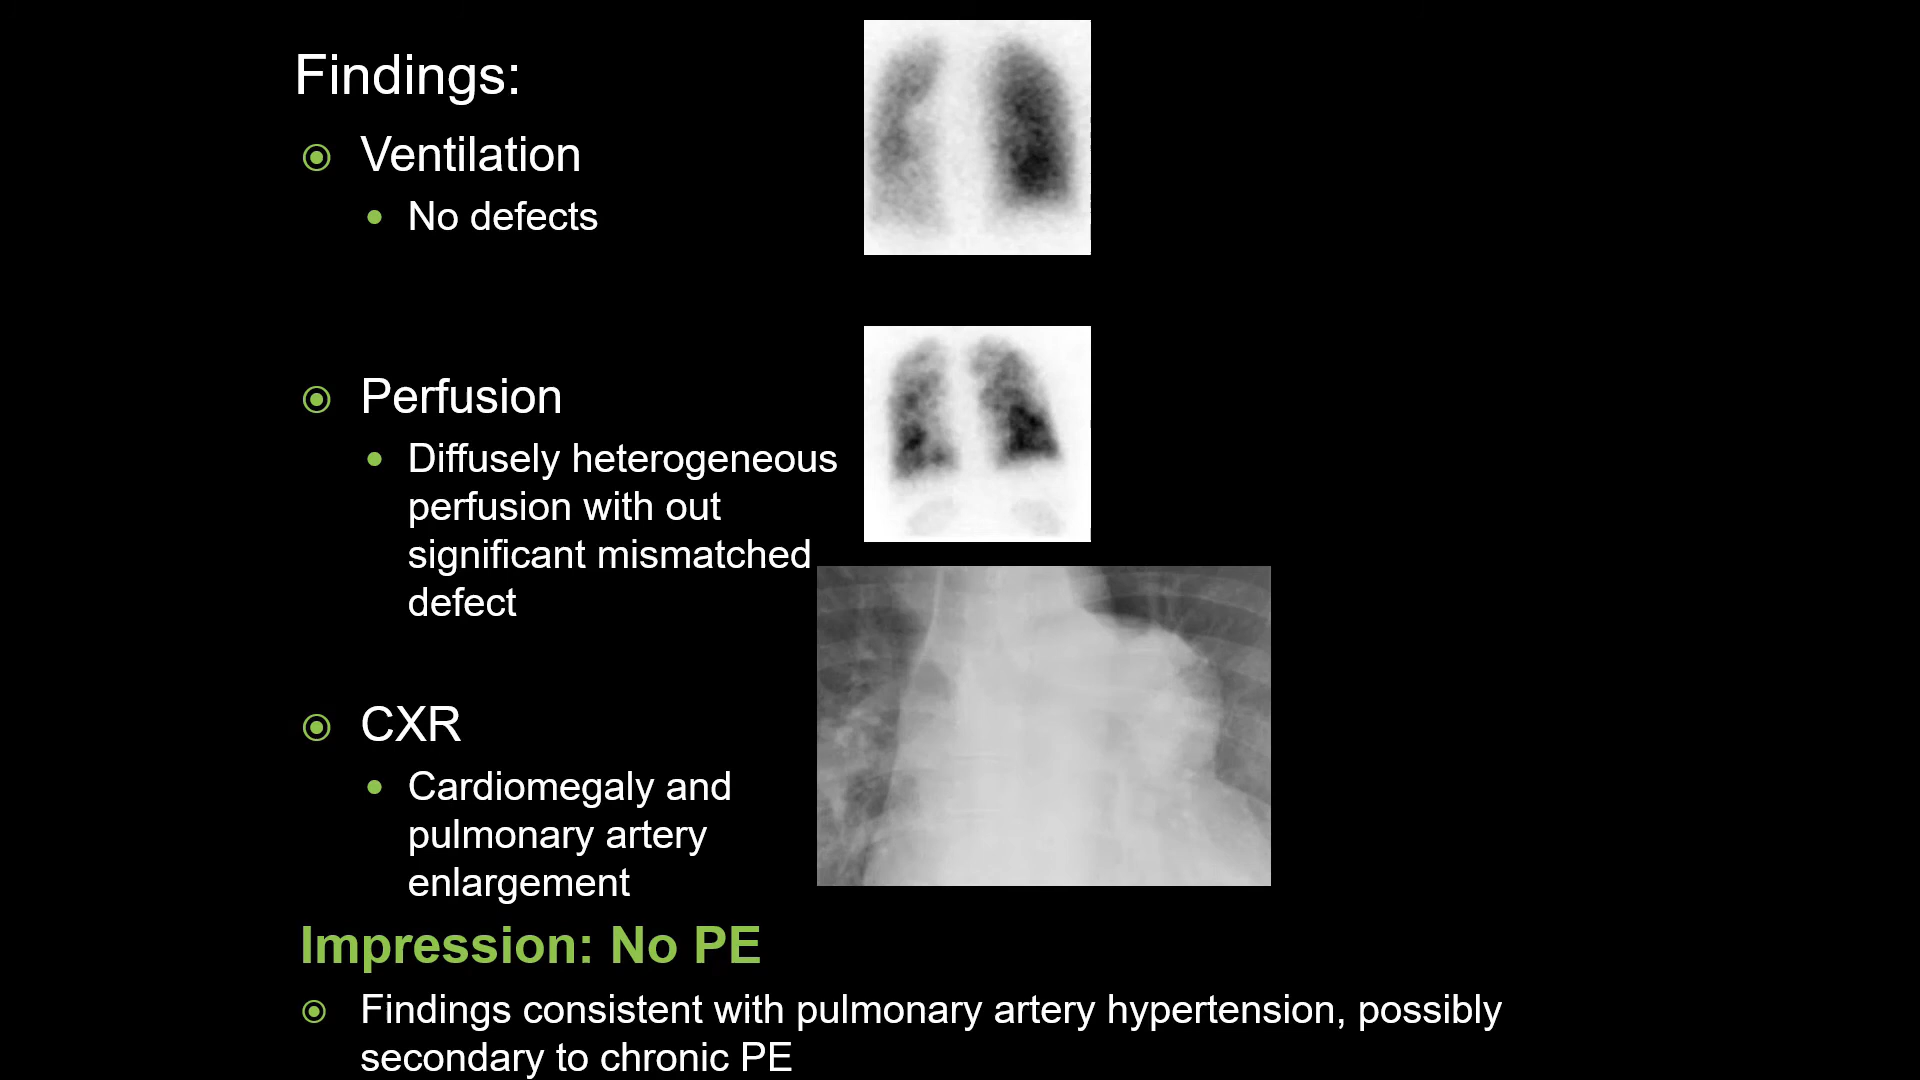 Findings:
Ventilation
No defects
Perfusion
Diffusely heterogeneous
perfusion with out
significant mismatched
defect
CXR
Cardiomegaly and
pulmonary artery
enlargement
Impression: No PE
Findings consistent with pulmonary artery hypertension, possibly
secondary to chronic PE